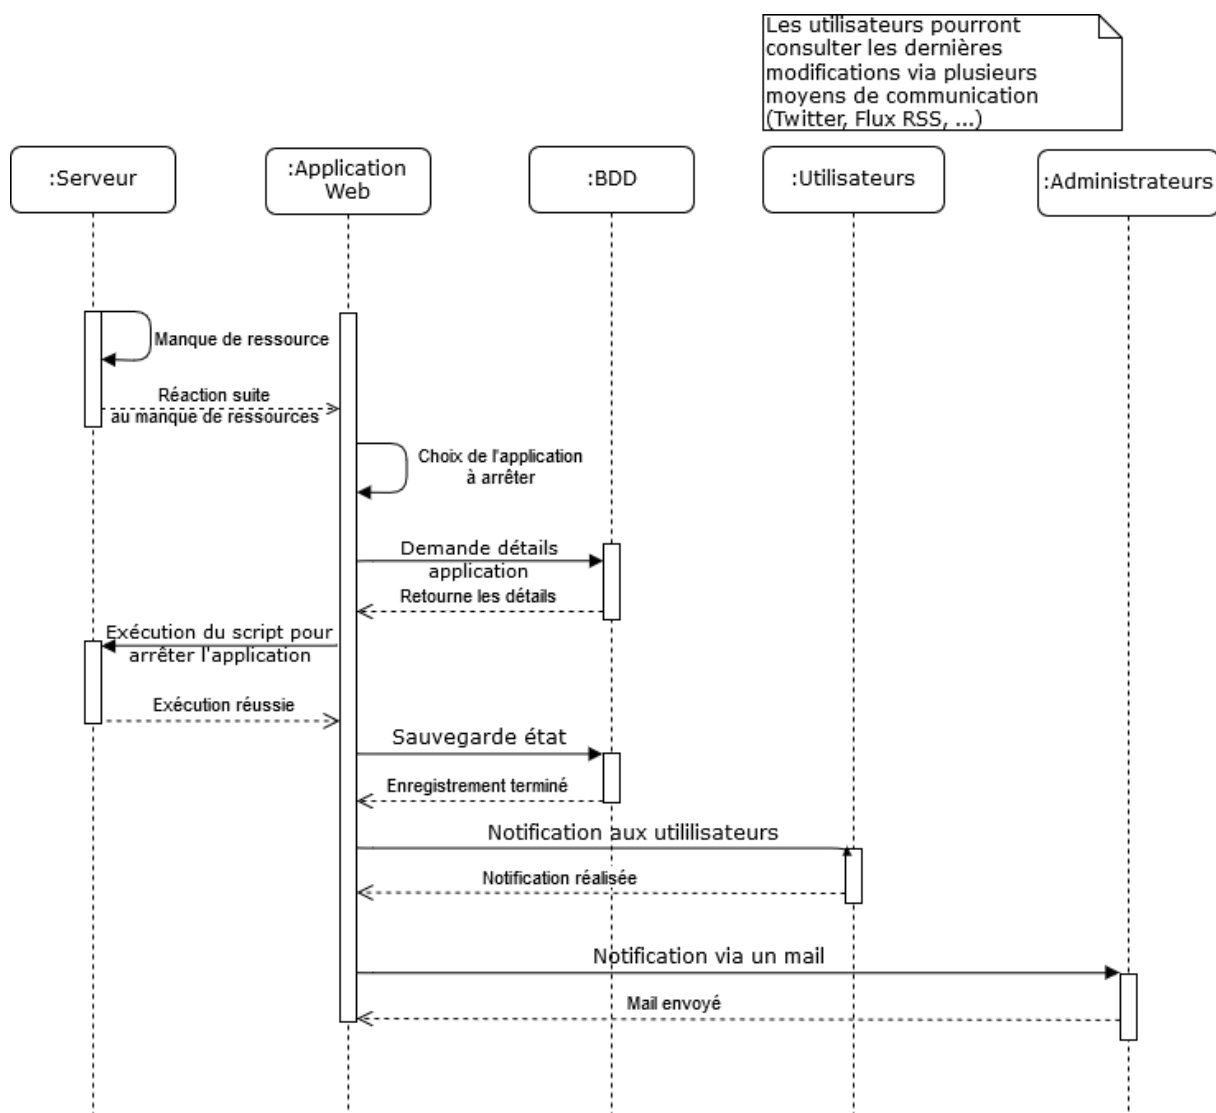 Les utilisateurs pourront
consulter les dernières
modifications via plusieurs
moyens de communication
(Twitter, Flux RSS, ...)
:Serveur
:Application
Web
:BDD
:Utilisateurs
:Administrateurs
Manque de ressource
Réaction suite
au manque de ressources
Choix de l'application
à arrêter
Demande détails
application
Retourne les détails
Exécution du script pour
arrêter l'application
Exécution réussie
Sauvegarde état
Enregistrement terminé
Notification aux utililisateurs
Notification réalisée
Notification via un mail
Mail envoyé